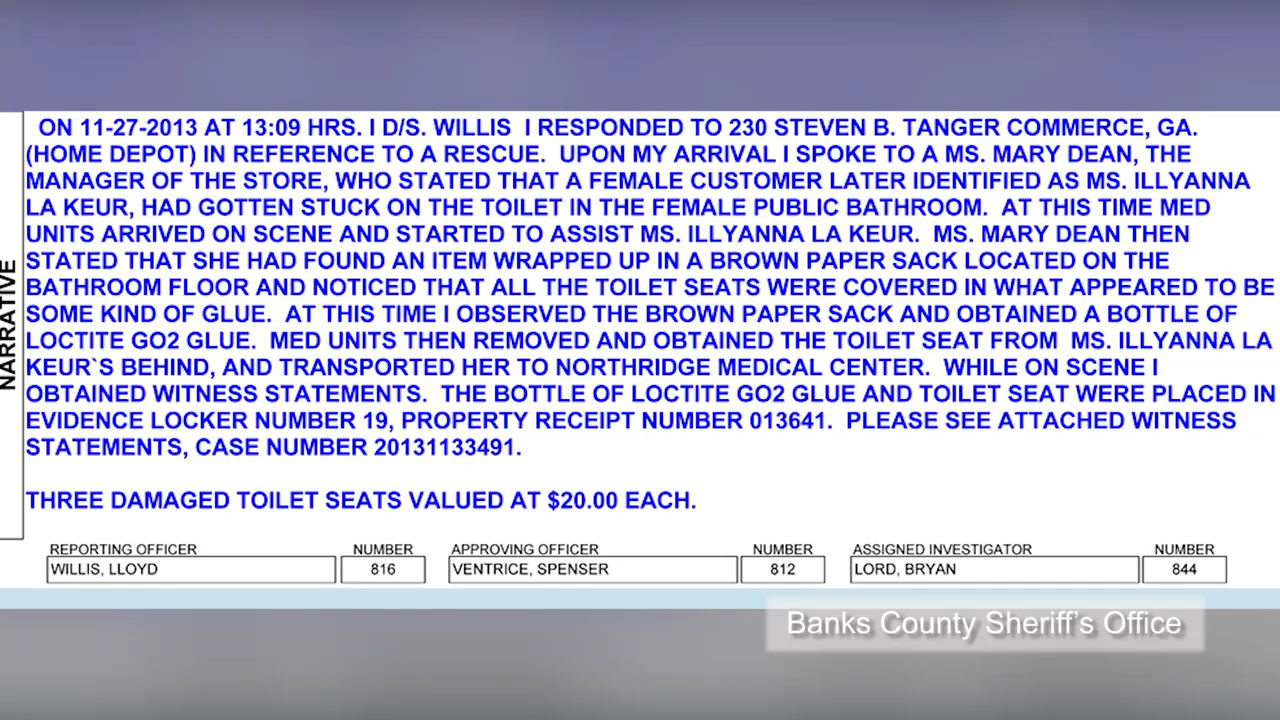 ON 11-27-2013 AT 13:09 HRS. I D/S. WILLIS I RESPONDED TO 230 STEVEN B. TANGER COMMERCE, GA.
(HOME DEPOT) IN REFERENCE TO A RESCUE. UPON MY ARRIVAL I SPOKE TO A MS. MARY DEAN, THE
MANAGER OF THE STORE, WHO STATED THAT A FEMALE CUSTOMER LATER IDENTIFIED AS MS. ILLYANNA
LA KEUR, HAD GOTTEN STUCK ON THE TOILET IN THE FEMALE PUBLIC BATHROOM. AT THIS TIME MED
UNITS ARRIVED ON SCENE AND STARTED TO ASSIST MS. ILLYANNA LA KEUR. MS. MARY DEAN THEN
STATED THAT SHE HAD FOUND AN ITEM WRAPPED UP IN A BROWN PAPER SACK LOCATED ON THE
BATHROOM FLOOR AND NOTICED THAT ALL THE TOILET SEATS WERE COVERED IN WHAT APPEARED TO BE
SOME KIND OF GLUE. AT THIS TIME I OBSERVED THE BROWN PAPER SACK AND OBTAINED A BOTTLE OF
LOCTITE GO2 GLUE. MED UNITS THEN REMOVED AND OBTAINED THE TOILET SEAT FROM MS. ILLYANNA LA
KEUR`S BEHIND, AND TRANSPORTED HER TO NORTHRIDGE MEDICAL CENTER. WHILE ON SCENE I
OBTAINED WITNESS STATEMENTS. THE BOTTLE OF LOCTITE GO2 GLUE AND TOILET SEAT WERE PLACED IN
EVIDENCE LOCKER NUMBER 19, PROPERTY RECEIPT NUMBER 013641. PLEASE SEE ATTACHED WITNESS
STATEMENTS, CASE NUMBER 20131133491.
THREE DAMAGED TOILET SEATS VALUED AT $20.00 EACH.
NARRATIVE
REPORTING OFFICER NUMBER APPROVING OFFICER NUMBER ASSIGNED INVESTIGATOR NUMBER
WILLIS, LLOYD 816 VENTRICE, SPENSER 812 LORD, BRYAN 844
Banks County Sheriff's Office